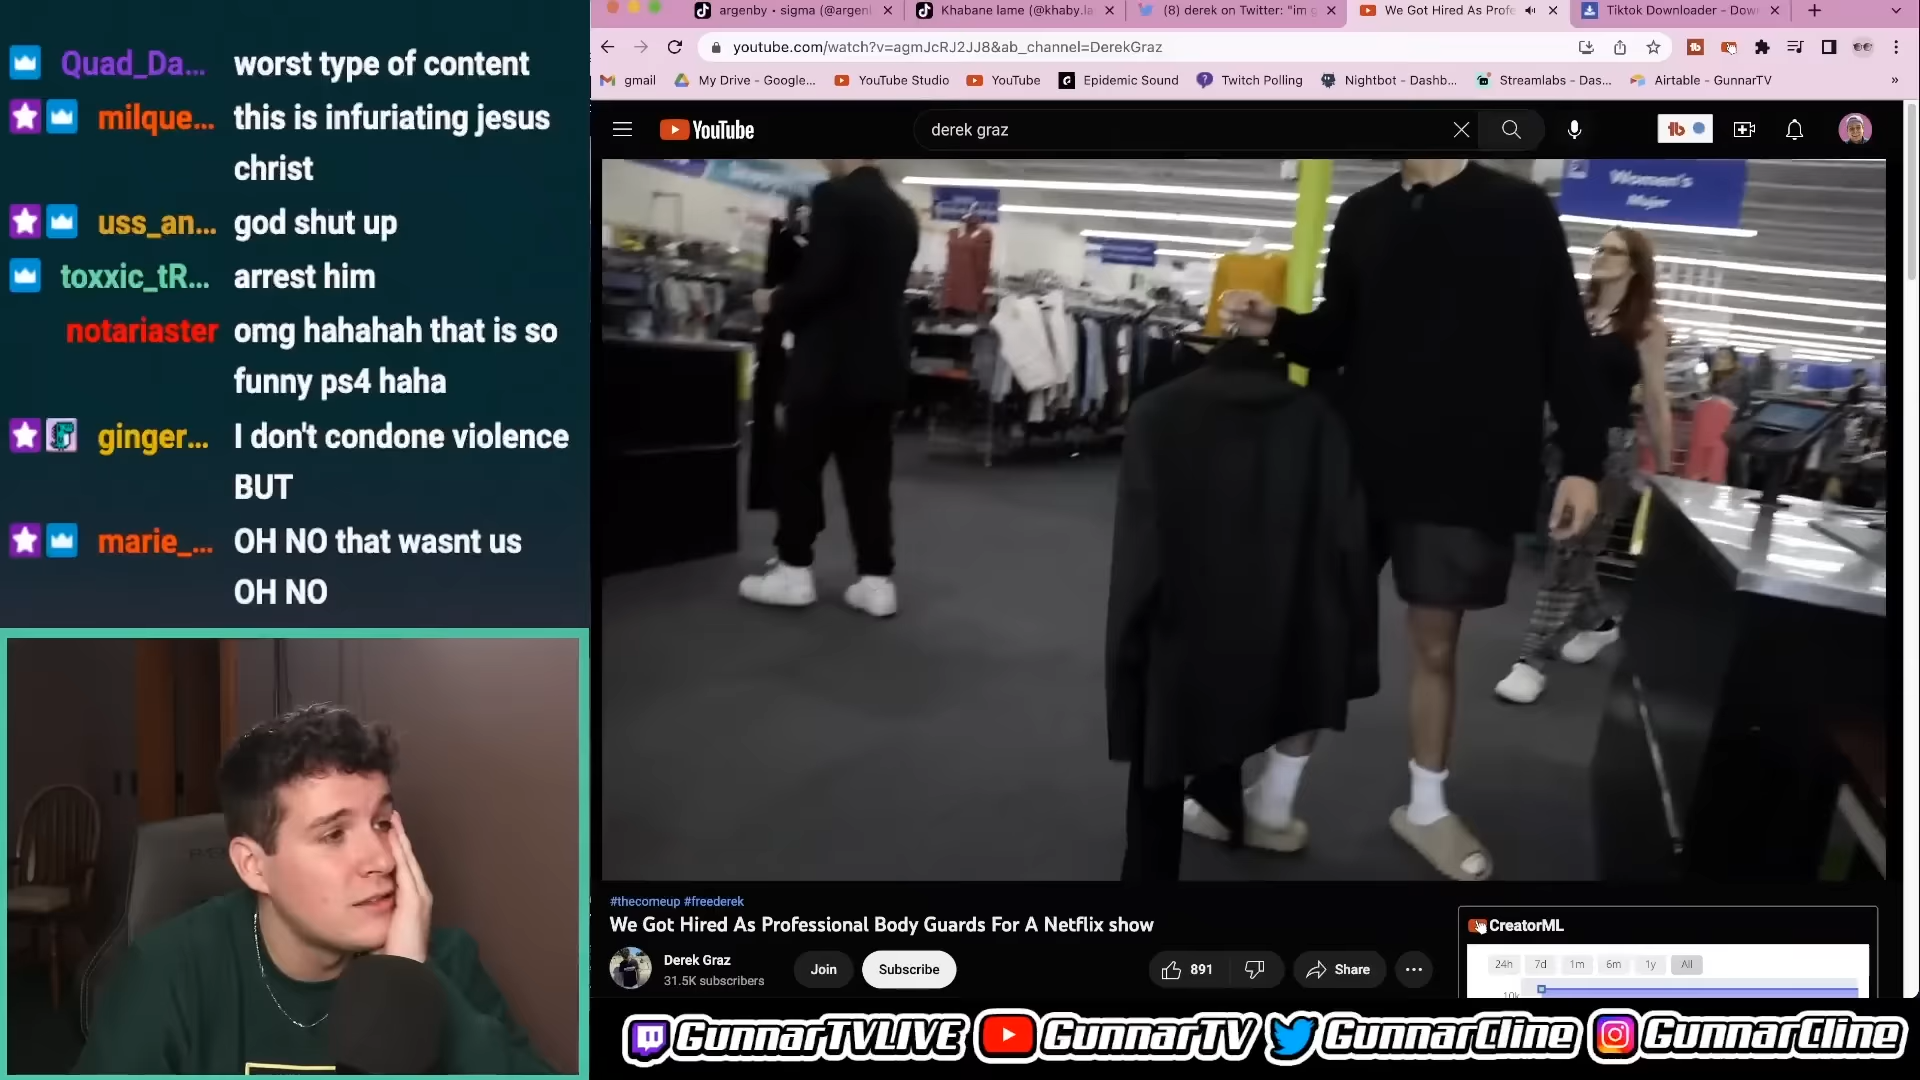 Quad_Da... worst type of content
milque... this is infuriating jesus
christ
uss_an... god shut up
toxxic_tR... arrest him
notariaster omg hahahah that is so
funny ps4 haha
ginger... I don't condone violence
BUT
marie_... OH NO that wasnt us
OH NO
argenby • sigma (@argenl
Khabane lame (@khaby.la
(8) derek on Twitter: "im g
We Got Hired As Profe
Tiktok Downloader - Dow
youtube.com/watch?v=agmJcRJ2JJ8&ab_channel=DerekGraz
gmail
My Drive - Google...
YouTube Studio
YouTube
Epidemic Sound
Twitch Polling
Nightbot - Dashb...
Streamlabs - Das...
Airtable - GunnarTV
»
YouTube
derek graz
tb
Women's
Major
#thecomeup #freederek
We Got Hired As Professional Body Guards For A Netflix show
Derek Graz
31.5K subscribers
Join
Subscribe
891
Share
CreatorML
24h 7d 1m 6m 1y All
10k
GunnarTVLIVE
GunnarTV
GunnarCline
GunnarCline